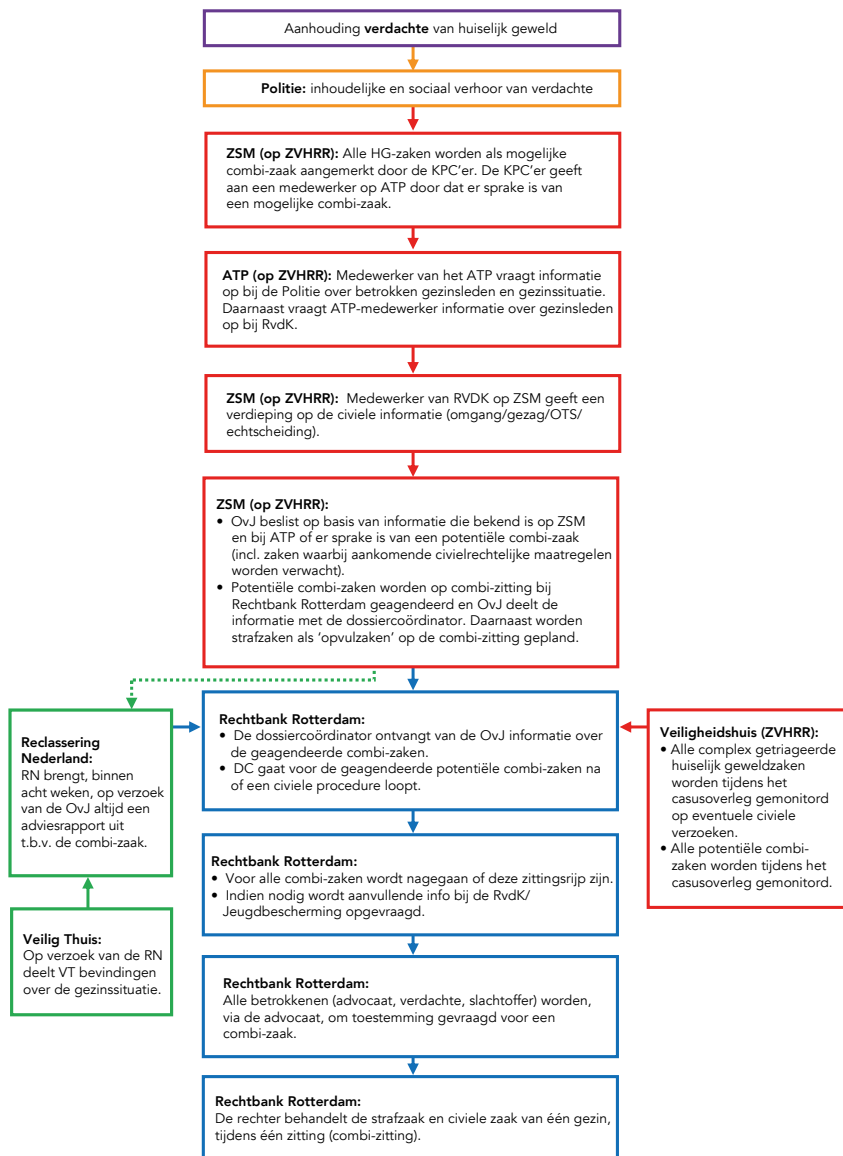 Aanhouding verdachte van huiselijk geweld
Politie: inhoudelijke en sociaal verhoor van verdachte
ZSM (op ZVHRR): Alle HG-zaken worden als mogelijke
combi-zaak aangemerkt door de KPC'er. De KPC'er geeft
aan een medewerker op ATP door dat er sprake is van
een mogelijke combi-zaak.
ATP (op ZVHRR): Medewerker van het ATP vraagt informatie
op bij de Politie over betrokken gezinsleden en gezinssituatie.
Daarnaast vraagt ATP-medewerker informatie over gezinsleden
op bij RvdK.
ZSM (op ZVHRR): Medewerker van RVDK op ZSM geeft een
verdieping op de civiele informatie (omgang/gezag/OTS/
echtscheiding).
ZSM (op ZVHRR):
• OvJ beslist op basis van informatie die bekend is op ZSM
en bij ATP of er sprake is van een potentiële combi-zaak
(incl. zaken waarbij aankomende civielrechtelijke maatregelen
worden verwacht).
• Potentiële combi-zaken worden op combi-zitting bij
Rechtbank Rotterdam geagendeerd en OvJ deelt de
informatie met de dossiercoördinator. Daarnaast worden
strafzaken als 'opvulzaken' op de combi-zitting gepland.
Reclassering
Nederland:
RN brengt, binnen
acht weken, op verzoek
van de OvJ altijd een
adviesrapport uit
t.b.v. de combi-zaak.
Veilig Thuis:
Op verzoek van de RN
deelt VT bevindingen
over de gezinssituatie.
Rechtbank Rotterdam:
• De dossiercoördinator ontvangt van de OvJ informatie over
de geagendeerde combi-zaken.
• DC gaat voor de geagendeerde potentiële combi-zaken na
of een civiele procedure loopt.
Veiligheidshuis (ZVHRR):
• Alle complex getriageerde
huiselijk geweldzaken
worden tijdens het
casusoverleg gemonitord
op eventuele civiele
verzoeken.
• Alle potentiële combi-
zaken worden tijdens het
casusoverleg gemonitord.
Rechtbank Rotterdam:
• Voor alle combi-zaken wordt nagegaan of deze zittingsrijp zijn.
• Indien nodig wordt aanvullende info bij de RvdK/
Jeugdbescherming opgevraagd.
Rechtbank Rotterdam:
Alle betrokkenen (advocaat, verdachte, slachtoffer) worden,
via de advocaat, om toestemming gevraagd voor een
combi-zaak.
Rechtbank Rotterdam:
De rechter behandelt de strafzaak en civiele zaak van één gezin,
tijdens één zitting (combi-zitting).